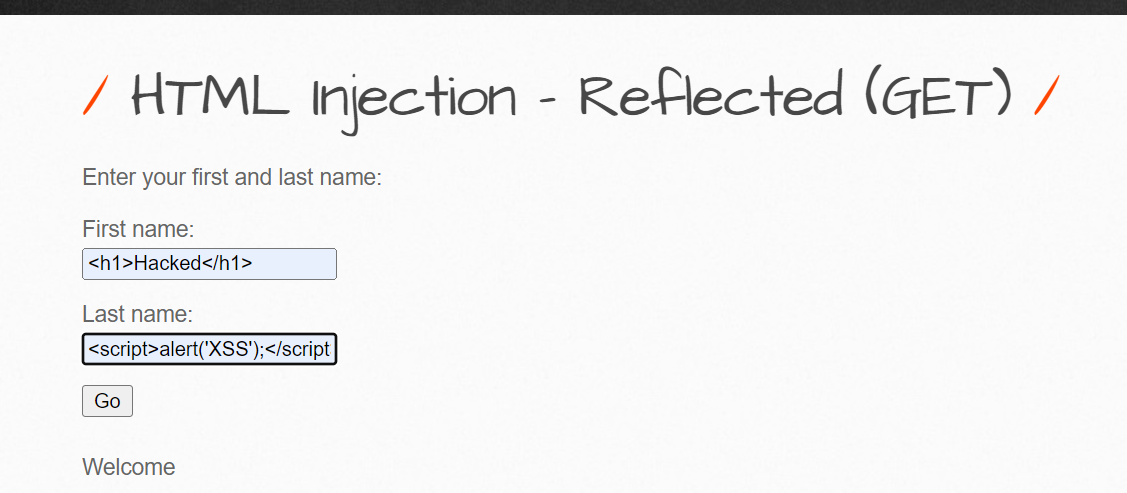 / HTML Injection - Reflected (GET) /
Enter your first and last name:
First name:
<h1>Hacked</h1>
Last name:
<script>alert('XSS');</script
Go
Welcome